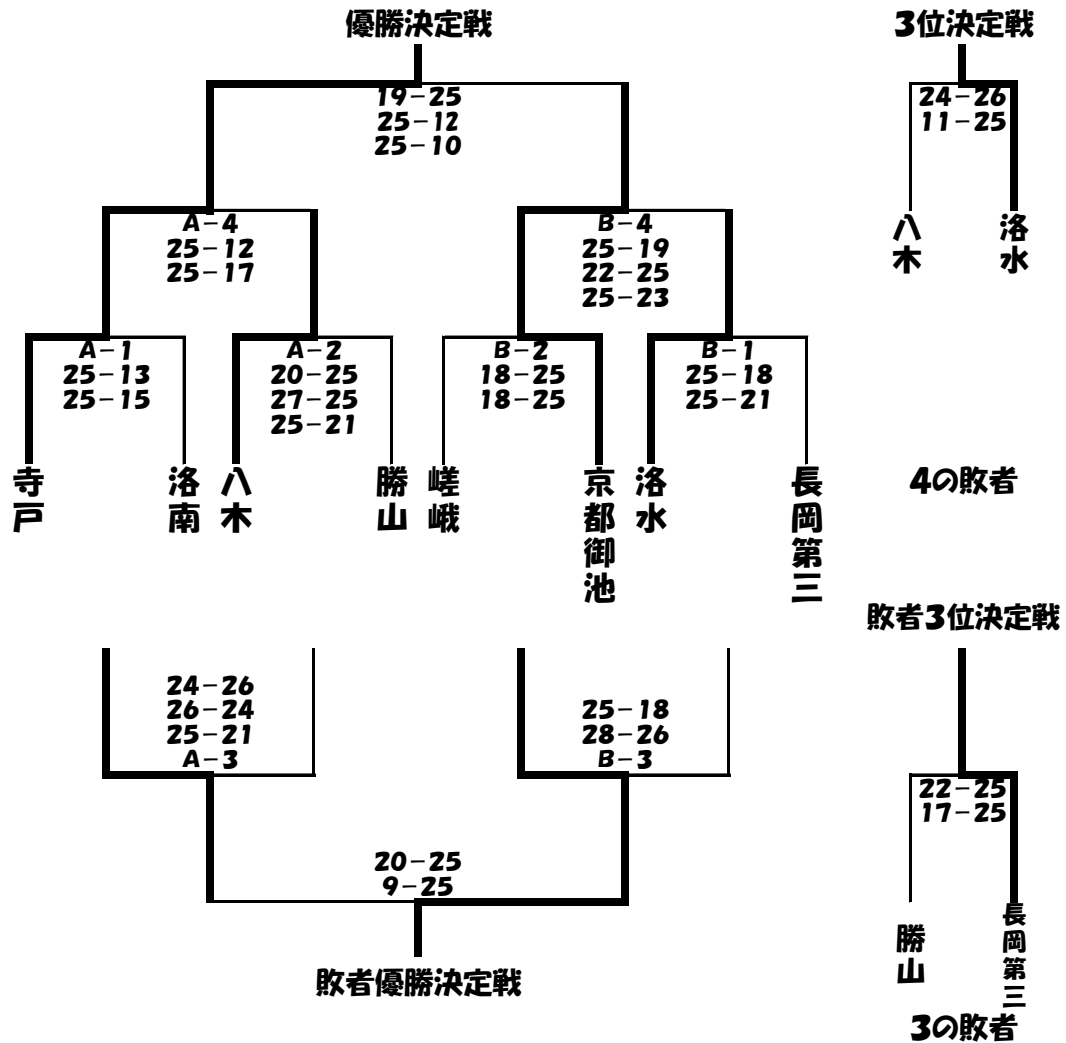 優勝決定戦
19-25
25-12
25-10
A-4
25-12
25-17
B-4
25-19
22-25
25-23
A-1
25-13
25-15
A-2
20-25
27-25
25-21
B-2
18-25
18-25
B-1
25-18
25-21
寺戸
洛南
八木
勝山
嵯峨
京都御池
洛水
長岡第三
3位決定戦
24-26
11-25
八木
洛水
4の敗者
24-26
26-24
25-21
A-3
25-18
28-26
B-3
20-25
9-25
敗者優勝決定戦
敗者3位決定戦
22-25
17-25
勝山
長岡第三
3の敗者